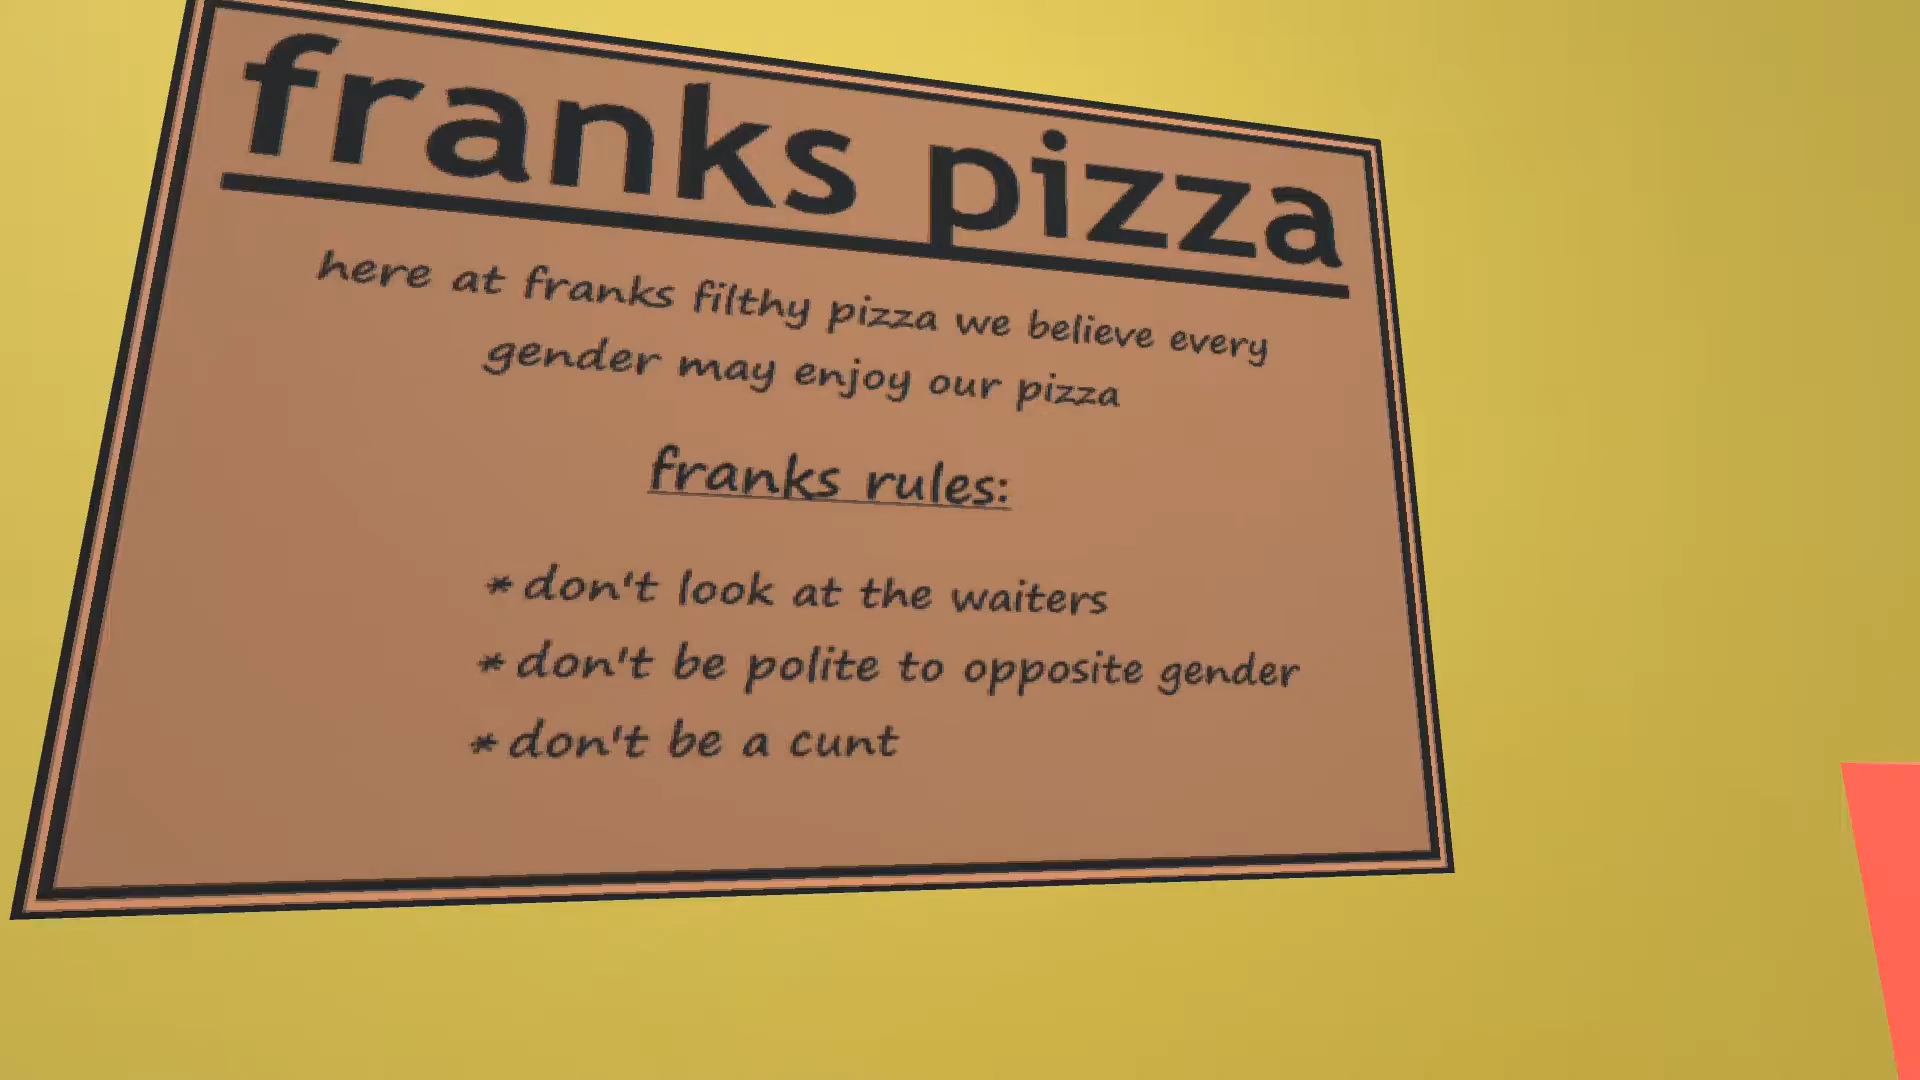 franks pizza
here at franks filthy pizza we believe every
gender may enjoy our pizza
franks rules:
* don't look at the waiters
* don't be polite to opposite gender
* don't be a cunt